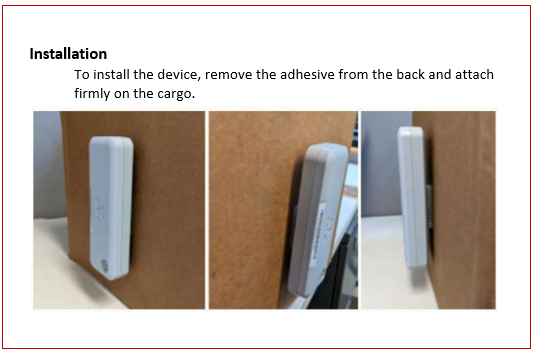 Installation
To install the device, remove the adhesive from the back and attach
firmly on the cargo.